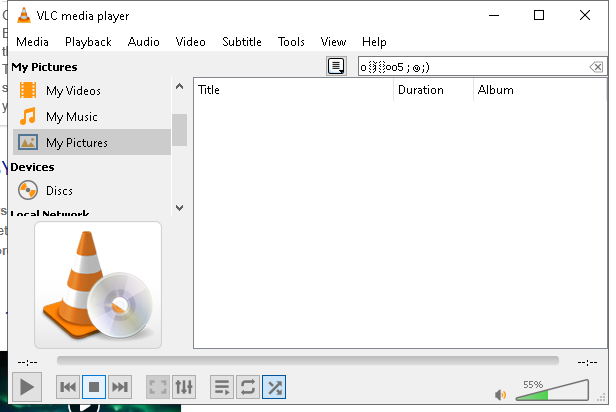 VLC media player
Media Playback Audio Video Subtitle Tools View Help
My Pictures
My Videos
My Music
My Pictures
Devices
Discs
Local Network
Title Duration Album
--:-- --:--
55%